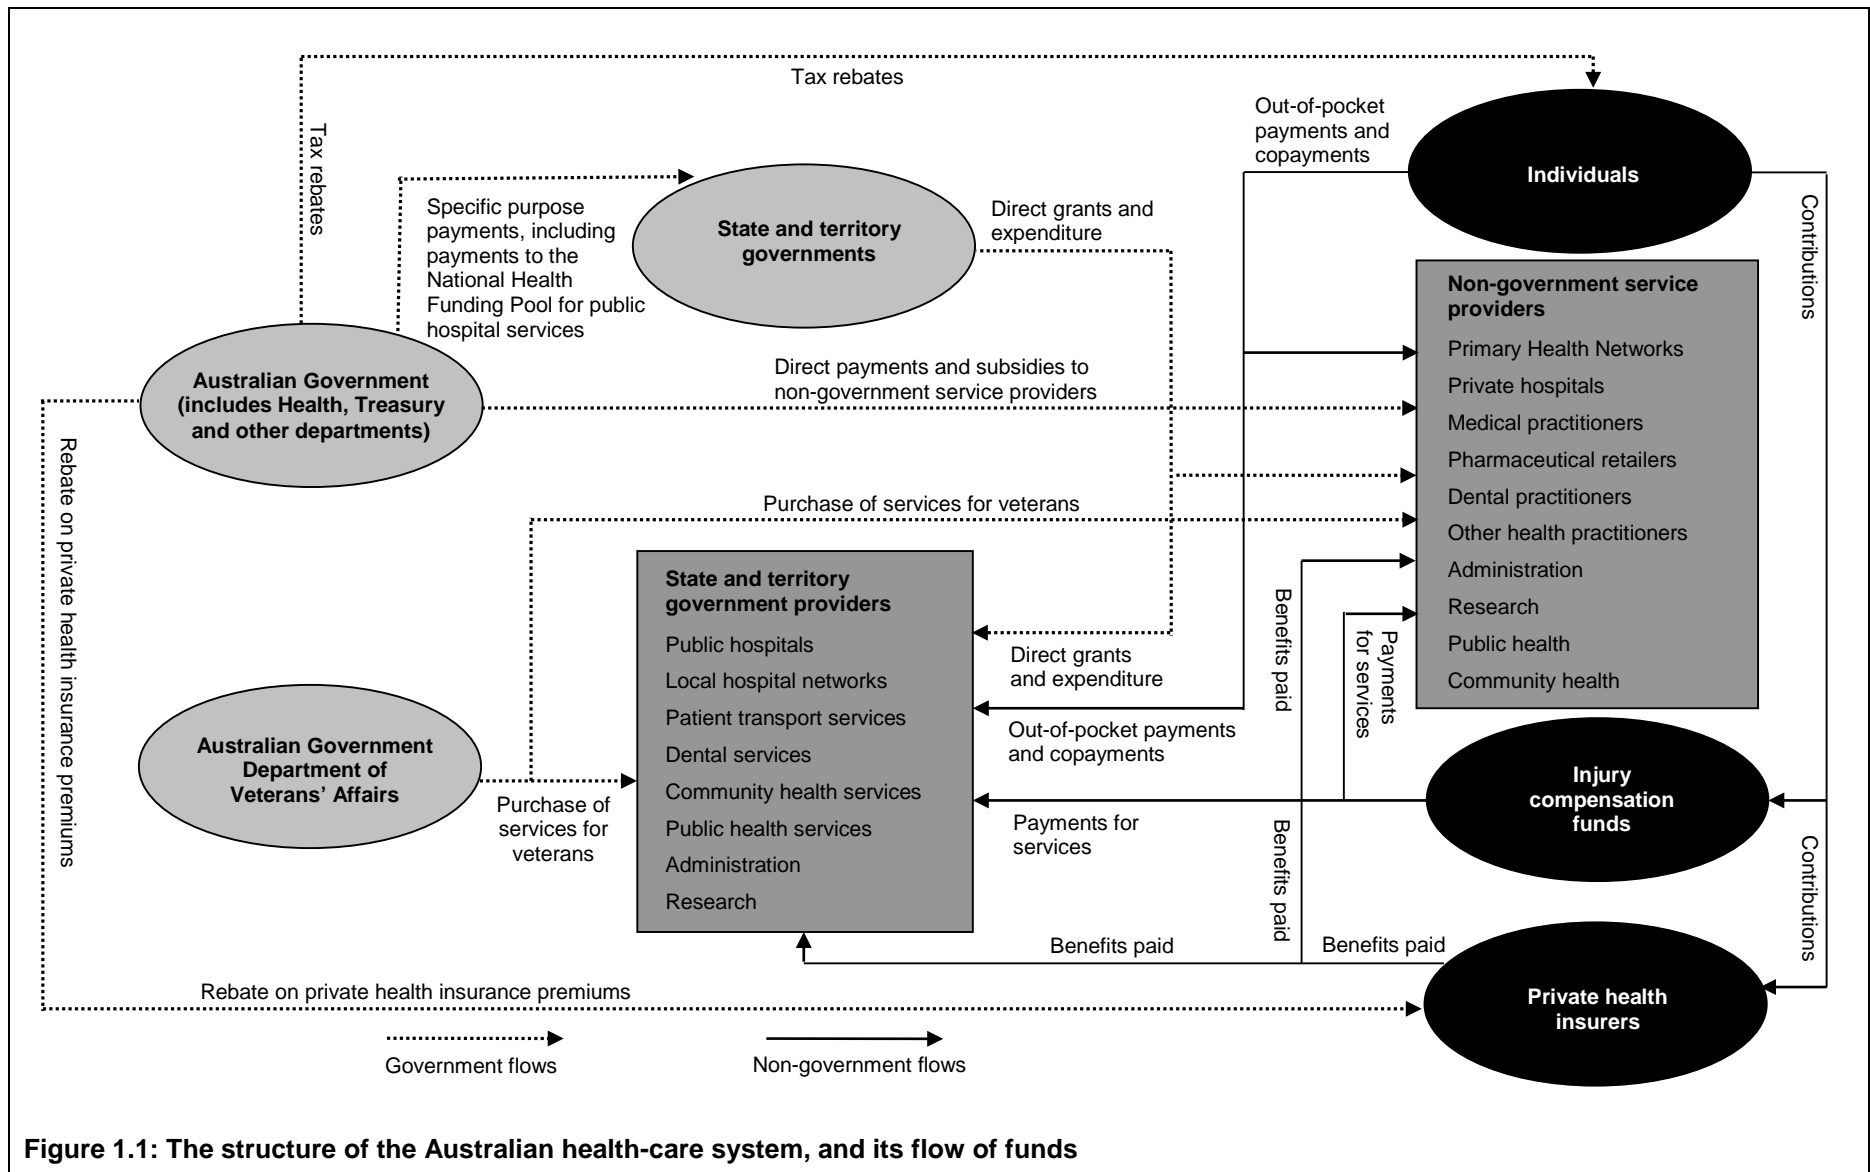 Tax rebates
Tax rebates
Out-of-pocket
payments and
copayments
Individuals
Contributions
Specific purpose
payments, including
payments to the
National Health
Funding Pool for public
hospital services
State and territory
governments
Direct grants and
expenditure
Non-government service
providers
Primary Health Networks
Private hospitals
Medical practitioners
Pharmaceutical retailers
Dental practitioners
Other health practitioners
Administration
Research
Public health
Community health
Australian Government
(includes Health, Treasury
and other departments)
Direct payments and subsidies to
non-government service providers
Rebate on private health insurance premiums
Purchase of services for veterans
State and territory
government providers
Public hospitals
Local hospital networks
Patient transport services
Dental services
Community health services
Public health services
Administration
Research
Direct grants
and expenditure
Benefits paid
Payments
for services
Out-of-pocket payments
and copayments
Australian Government
Department of
Veterans’ Affairs
Purchase of
services for
veterans
Payments for
services
Injury
compensation
funds
Benefits paid
Contributions
Benefits paid
Benefits paid
Private health
insurers
Rebate on private health insurance premiums
Government flows
Non-government flows
Figure 1.1: The structure of the Australian health-care system, and its flow of funds